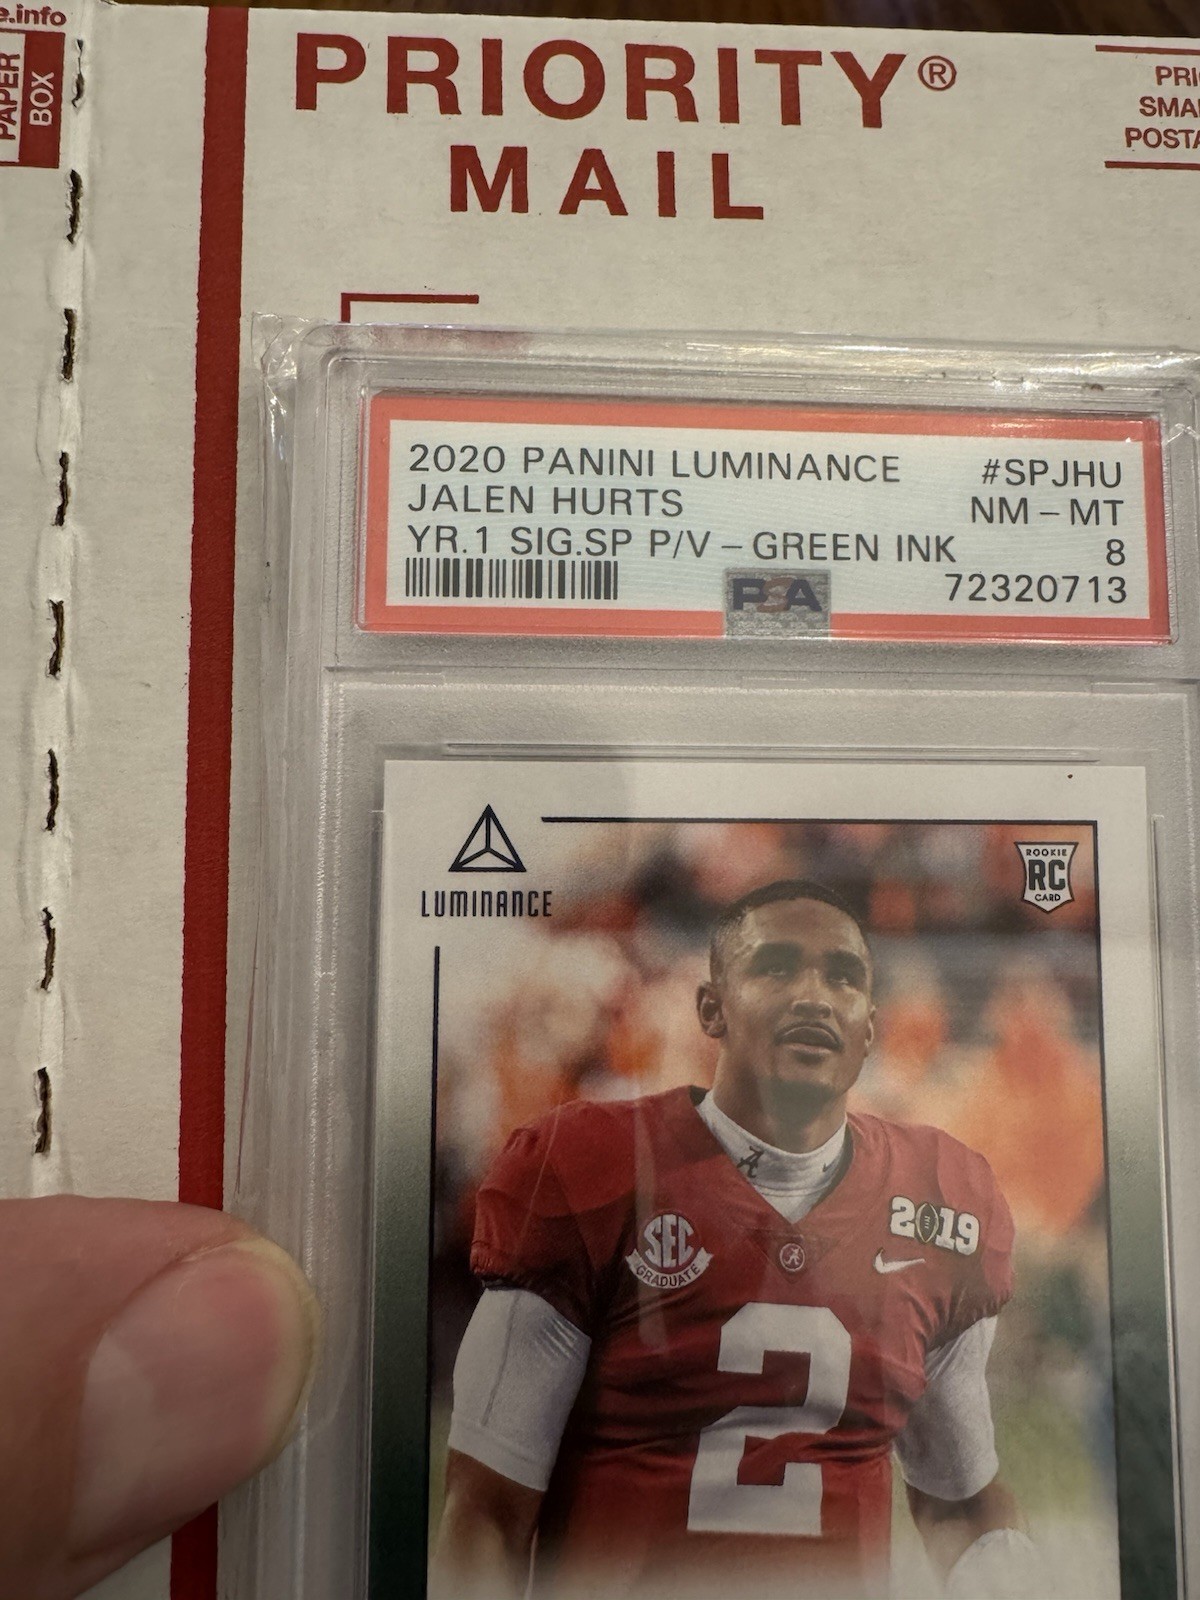 e.info
PAPER
BOX
PRIORITY®
MAIL
2020 PANINI LUMINANCE #SPJHU
JALEN HURTS NM – MT
YR.1 SIG.SP P/V – GREEN INK 8
PSA 72320713
LUMINANCE
ROOKIE
RC
CARD
A
2019
SEC
GRADUATE
A
2